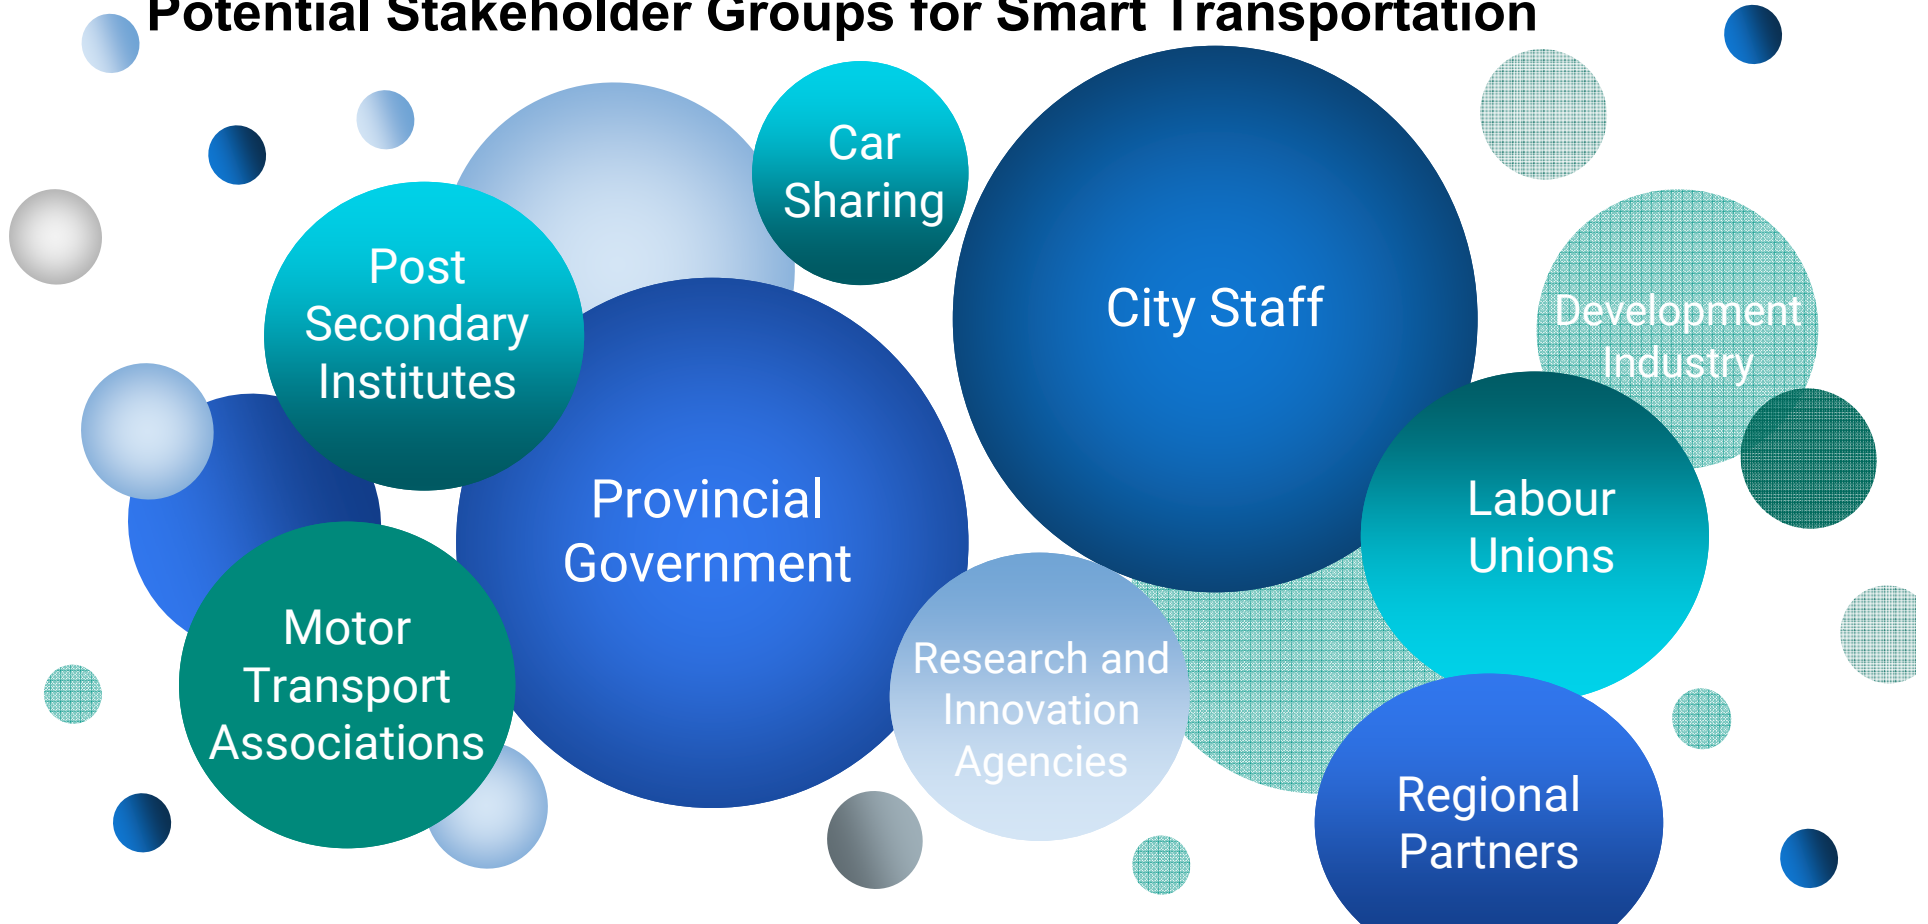 Potential Stakeholder Groups for Smart Transportation
Car
Sharing
Post
Secondary
Institutes
City Staff
Development
Industry
Provincial
Government
Labour
Unions
Motor
Transport
Associations
Research and
Innovation
Agencies
Regional
Partners